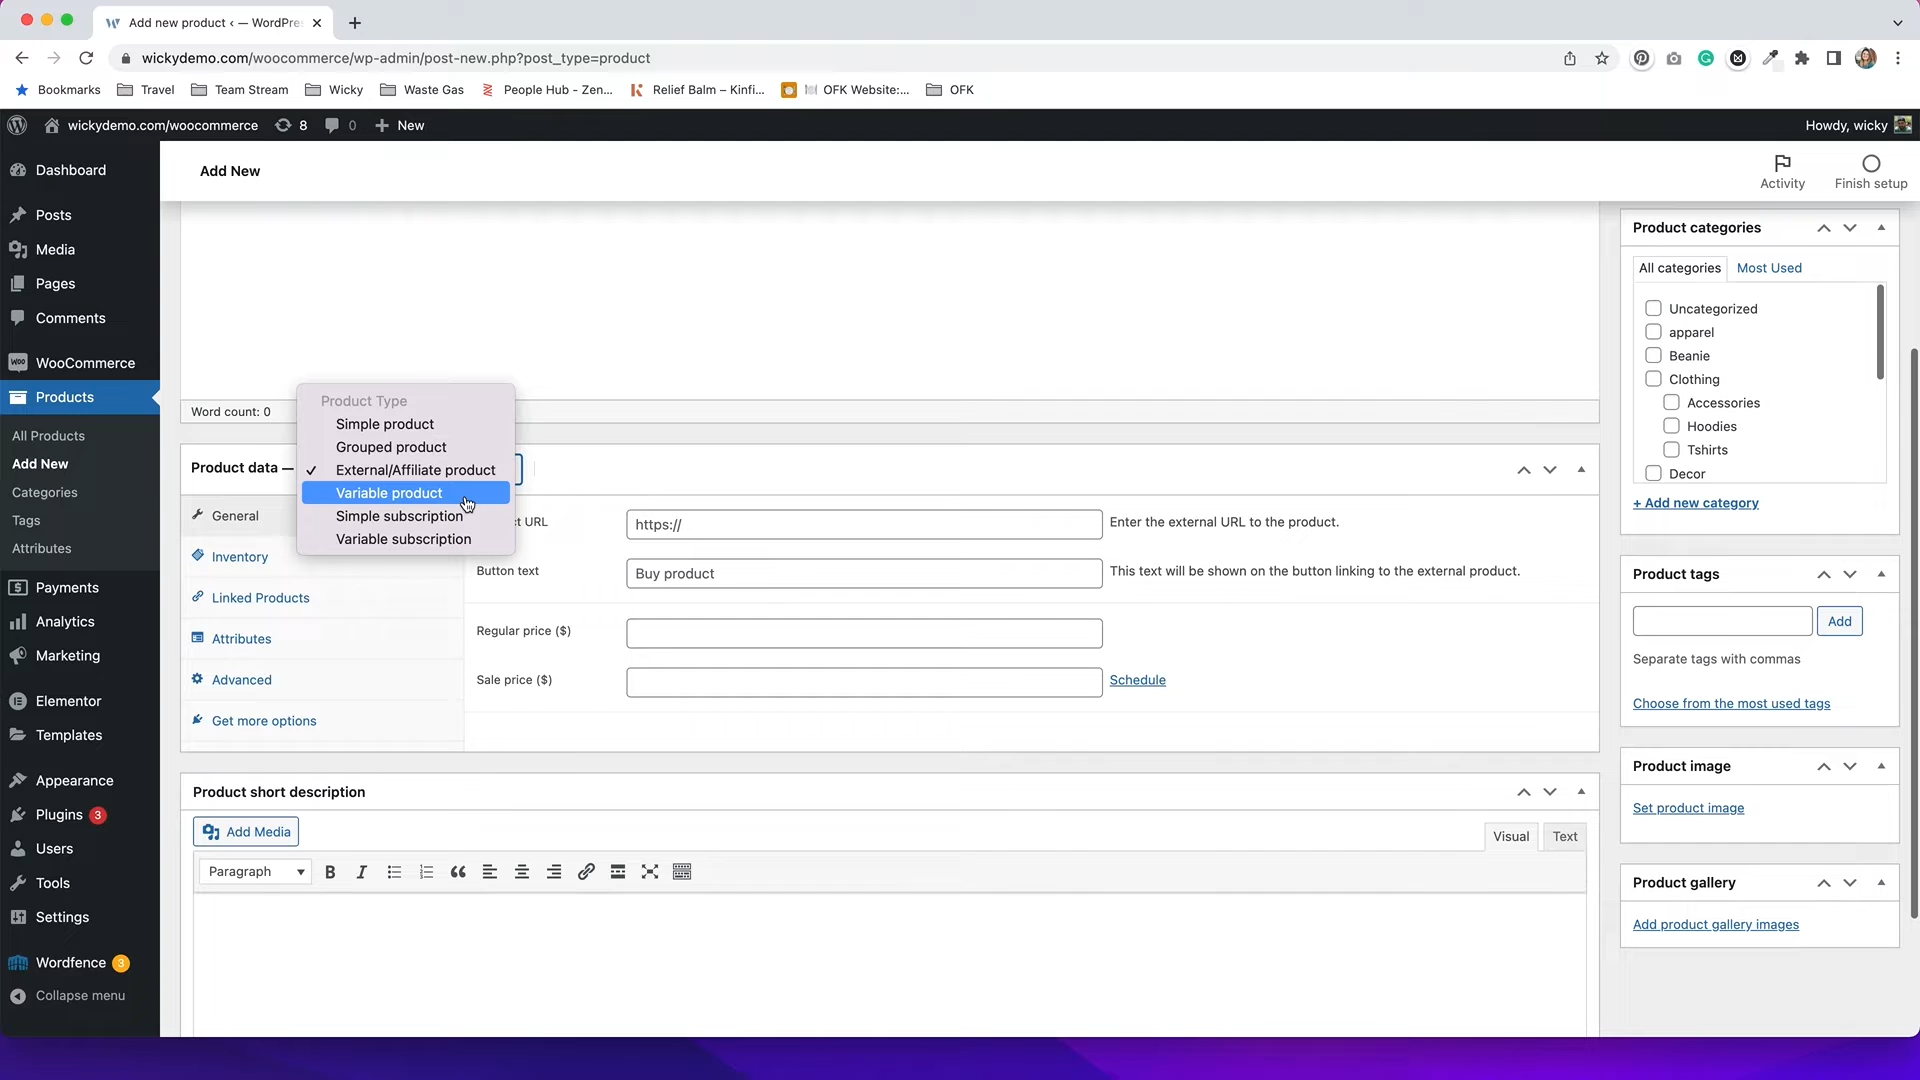 Add new product ‹ — WordPre
wickydemo.com/woocommerce/wp-admin/post-new.php?post_type=product
Bookmarks
Travel
Team Stream
Wicky
Waste Gas
People Hub - Zen...
Relief Balm – Kinfi...
OFK Website:...
OFK
wickydemo.com/woocommerce
8
0
New
Howdy, wicky
Dashboard
Posts
Media
Pages
Comments
WooCommerce
Products
All Products
Add New
Categories
Tags
Attributes
Payments
Analytics
Marketing
Elementor
Templates
Appearance
Plugins 3
Users
Tools
Settings
Wordfence 3
Collapse menu
Add New
Activity
Finish setup
Word count: 0
Product data —
Product Type
Simple product
Grouped product
✓ External/Affiliate product
Variable product
Simple subscription
Variable subscription
General
Inventory
Linked Products
Attributes
Advanced
Get more options
t URL
https://
Enter the external URL to the product.
Button text
Buy product
This text will be shown on the button linking to the external product.
Regular price ($)
Sale price ($)
Schedule
Product short description
Add Media
Visual
Text
Paragraph
B
I
Product categories
All categories
Most Used
Uncategorized
apparel
Beanie
Clothing
Accessories
Hoodies
Tshirts
Decor
+ Add new category
Product tags
Add
Separate tags with commas
Choose from the most used tags
Product image
Set product image
Product gallery
Add product gallery images